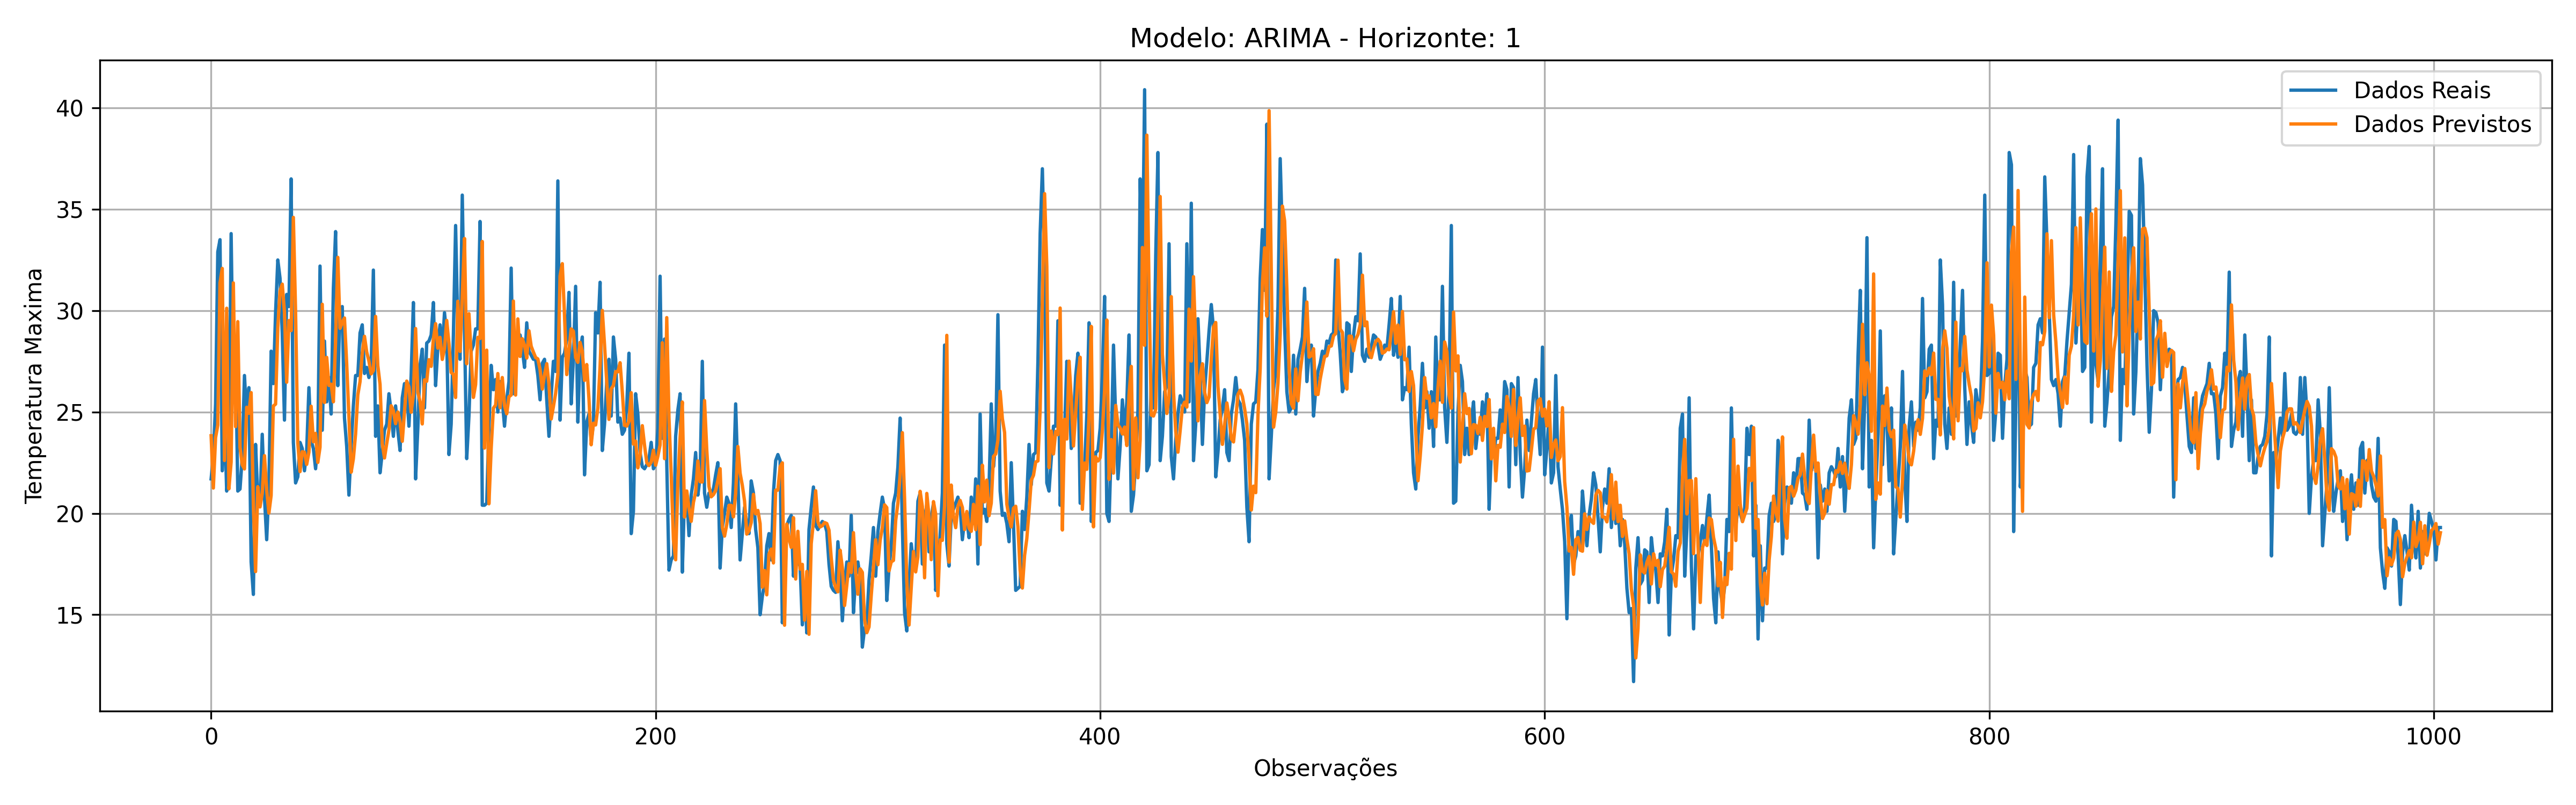 Modelo: ARIMA - Horizonte: 1
Dados Reais
Dados Previstos
Temperatura Maxima
40
35
30
25
20
15
0
200
400
600
800
1000
Observações